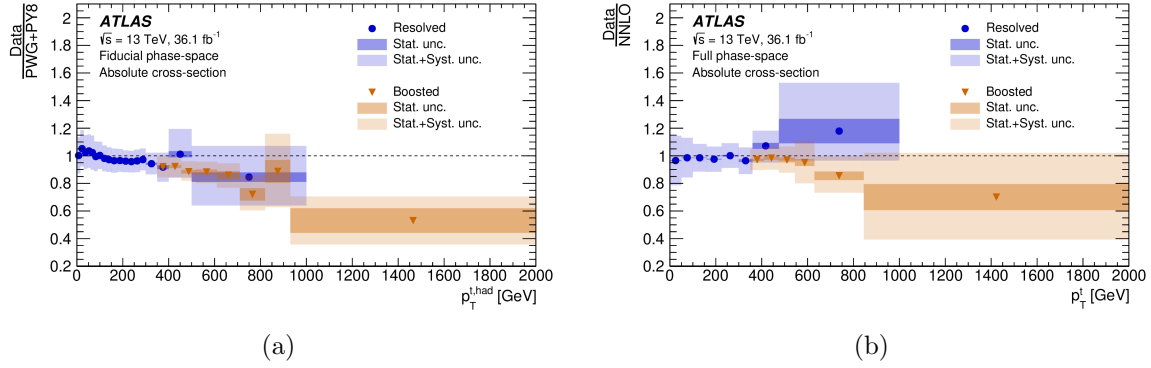 Data
PWG+PY8
ATLAS
√s = 13 TeV, 36.1 fb⁻¹
Fiducial phase-space
Absolute cross-section
Resolved
Stat. unc.
Stat.+Syst. unc.
Boosted
Stat. unc.
Stat.+Syst. unc.
2
1.8
1.6
1.4
1.2
1
0.8
0.6
0.4
0.2
0 200 400 600 800 1000 1200 1400 1600 1800 2000
p_T^{t,had} [GeV]
(a)
Data
NNLO
ATLAS
√s = 13 TeV, 36.1 fb⁻¹
Full phase-space
Absolute cross-section
Resolved
Stat. unc.
Stat.+Syst. unc.
Boosted
Stat. unc.
Stat.+Syst. unc.
2
1.8
1.6
1.4
1.2
1
0.8
0.6
0.4
0.2
0 200 400 600 800 1000 1200 1400 1600 1800 2000
p_T^t [GeV]
(b)